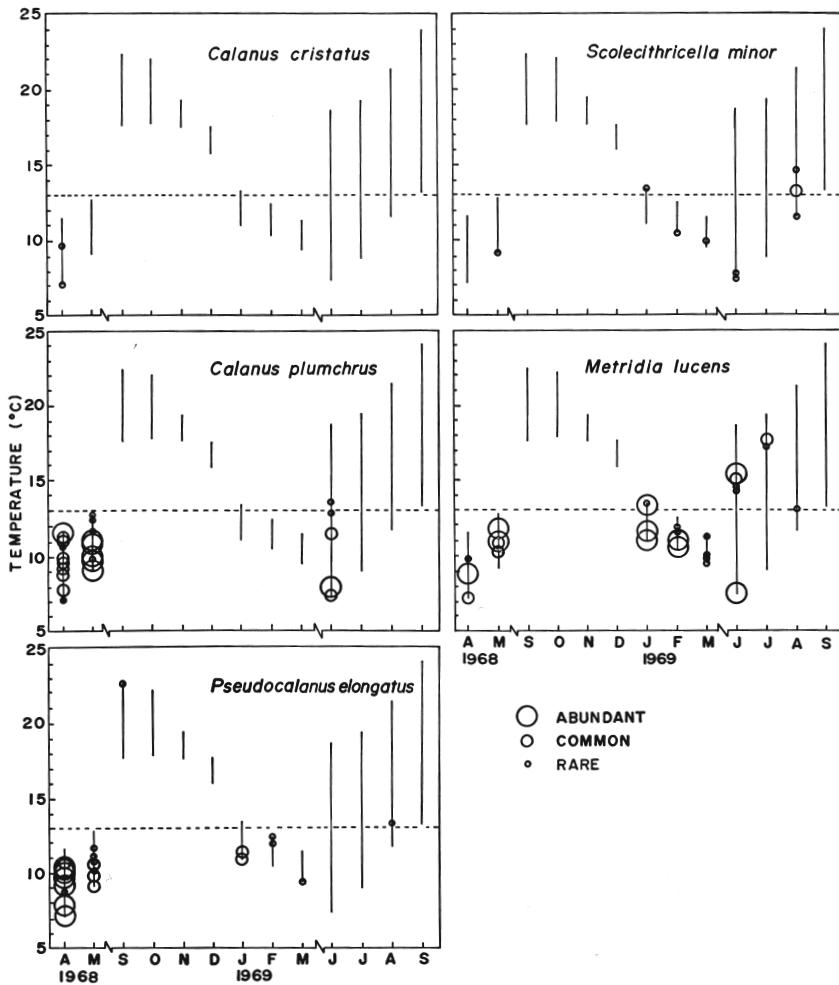 25
20
15
10
5
Calanus cristatus
Scolecithricella minor
25
20
15
10
5
Calanus plumchrus
Metridia lucens
TEMPERATURE (°C)
A M S O N D J F M J J A S
1968 1969
25
20
15
10
5
Pseudocalanus elongatus
ABUNDANT
COMMON
RARE
A M S O N D J F M J J A S
1968 1969